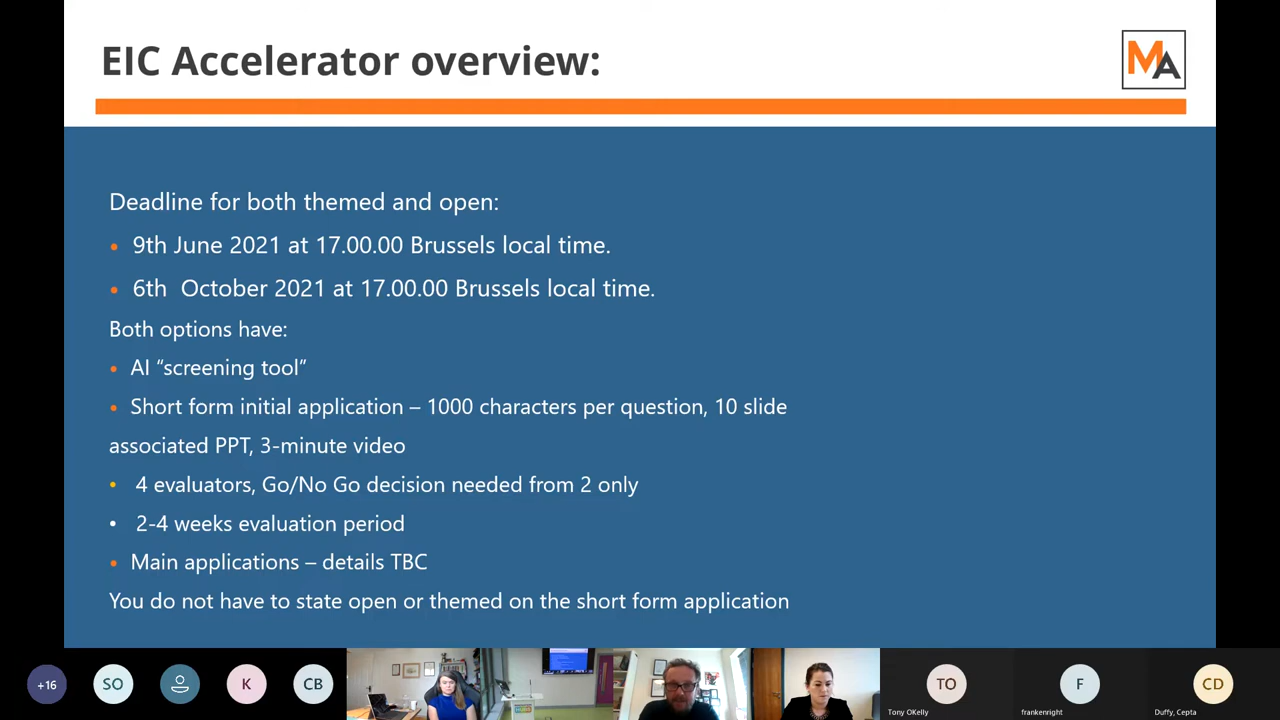 EIC Accelerator overview:
MA
Deadline for both themed and open:
• 9th June 2021 at 17.00.00 Brussels local time.
• 6th  October 2021 at 17.00.00 Brussels local time.
Both options have:
• AI “screening tool”
• Short form initial application – 1000 characters per question, 10 slide
associated PPT, 3-minute video
• 4 evaluators, Go/No Go decision needed from 2 only
• 2-4 weeks evaluation period
• Main applications – details TBC
You do not have to state open or themed on the short form application
+16 SO K CB TO F CD
Tony OKelly frankenright Duffy, Cepta